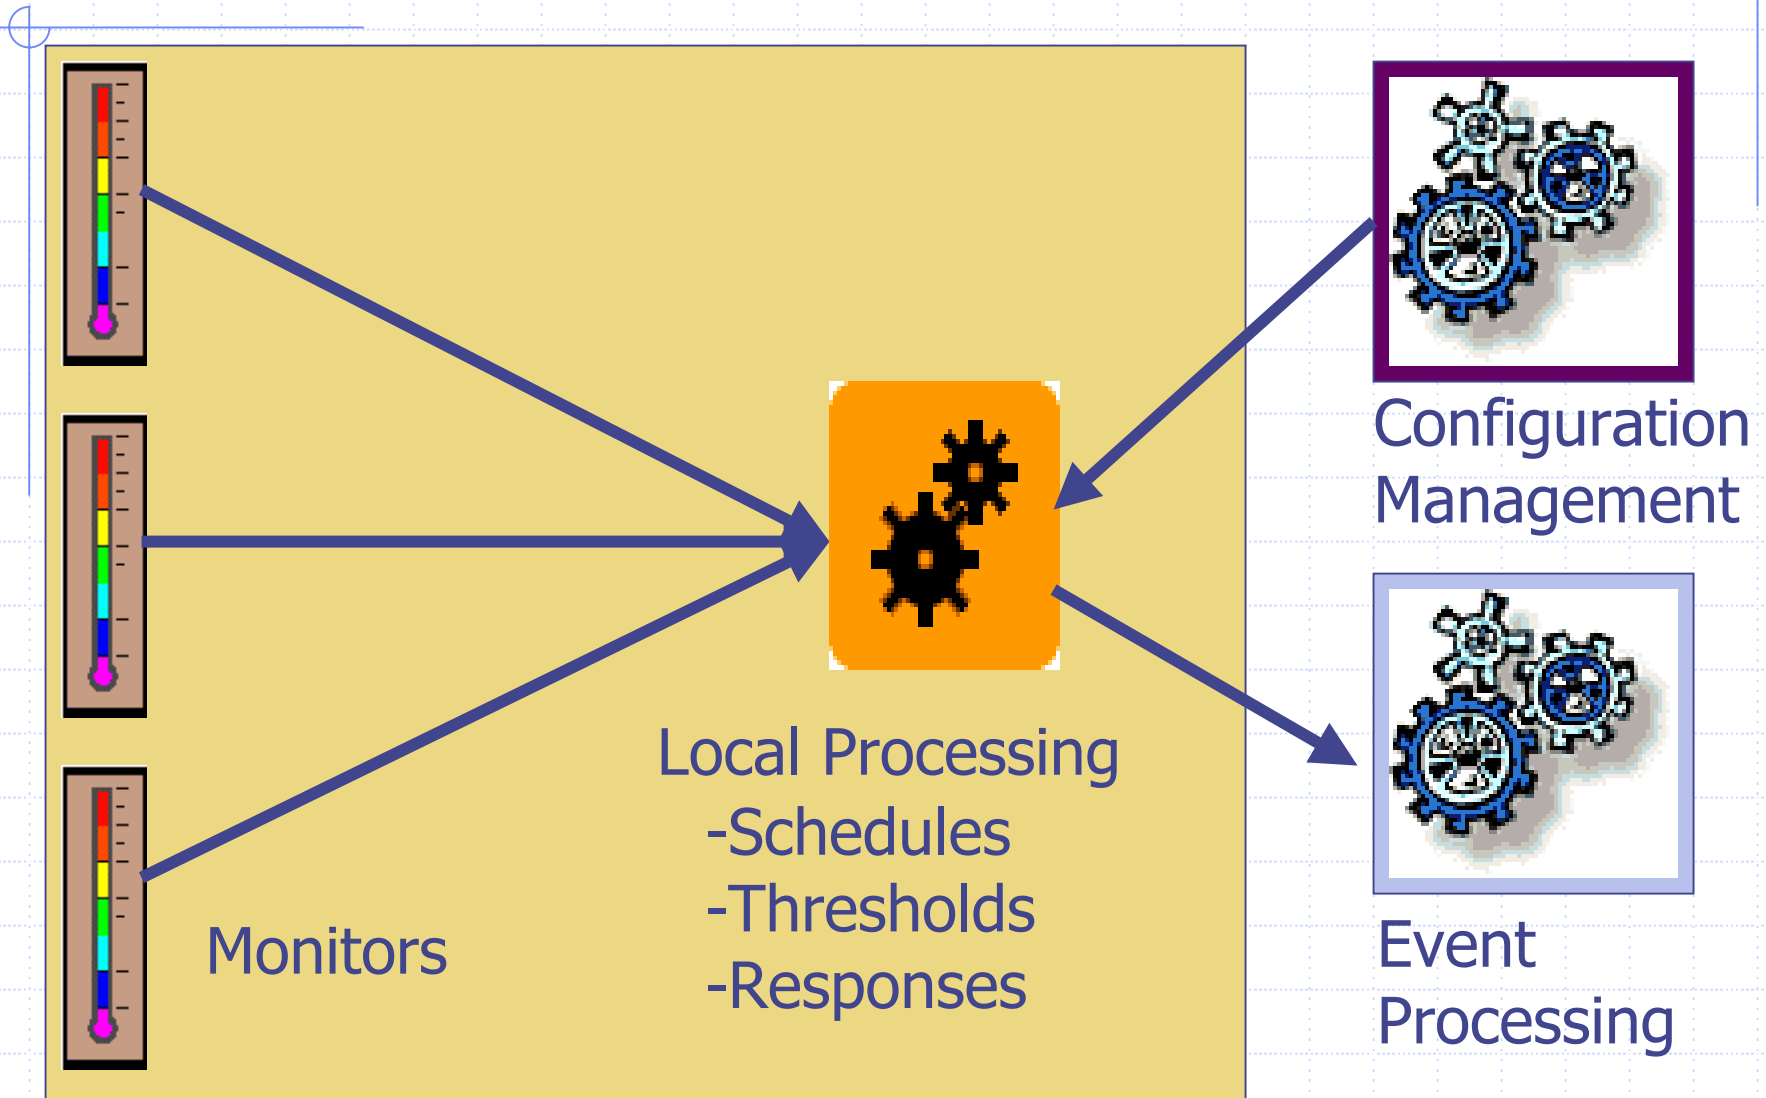 Configuration
Management
Local Processing
-Schedules
-Thresholds
-Responses
Monitors
Event
Processing